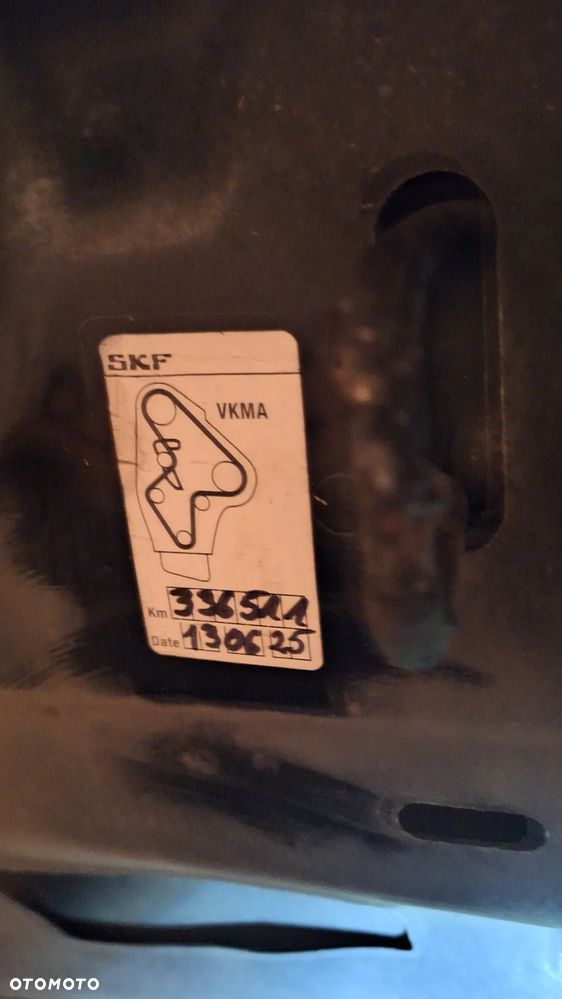 SKF
VKMA
Km 336511
Date 130625
OTOMOTO